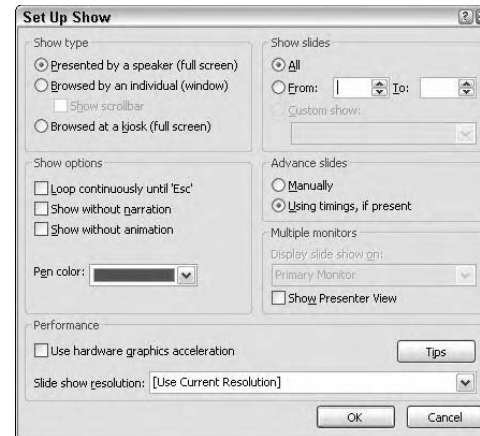 Set Up Show
Show type
Presented by a speaker (full screen)
Browsed by an individual (window)
Show scrollbar
Browsed at a kiosk (full screen)
Show slides
All
From: To:
Custom show:
Show options
Loop continuously until 'Esc'
Show without narration
Show without animation
Pen color:
Advance slides
Manually
Using timings, if present
Multiple monitors
Display slide show on:
Primary Monitor
Show Presenter View
Performance
Use hardware graphics acceleration
Tips
Slide show resolution: [Use Current Resolution]
OK Cancel